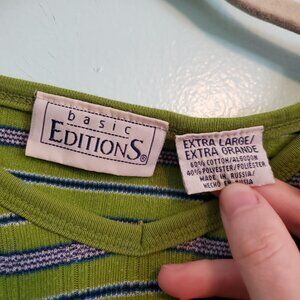 basic
EDITIONS®
EXTRA LARGE/
EXTRA GRANDE
60% COTTON/ALGODON
40% POLYESTER/POLIESTER
MADE IN RUSSIA/
HECHO EN RUSIA